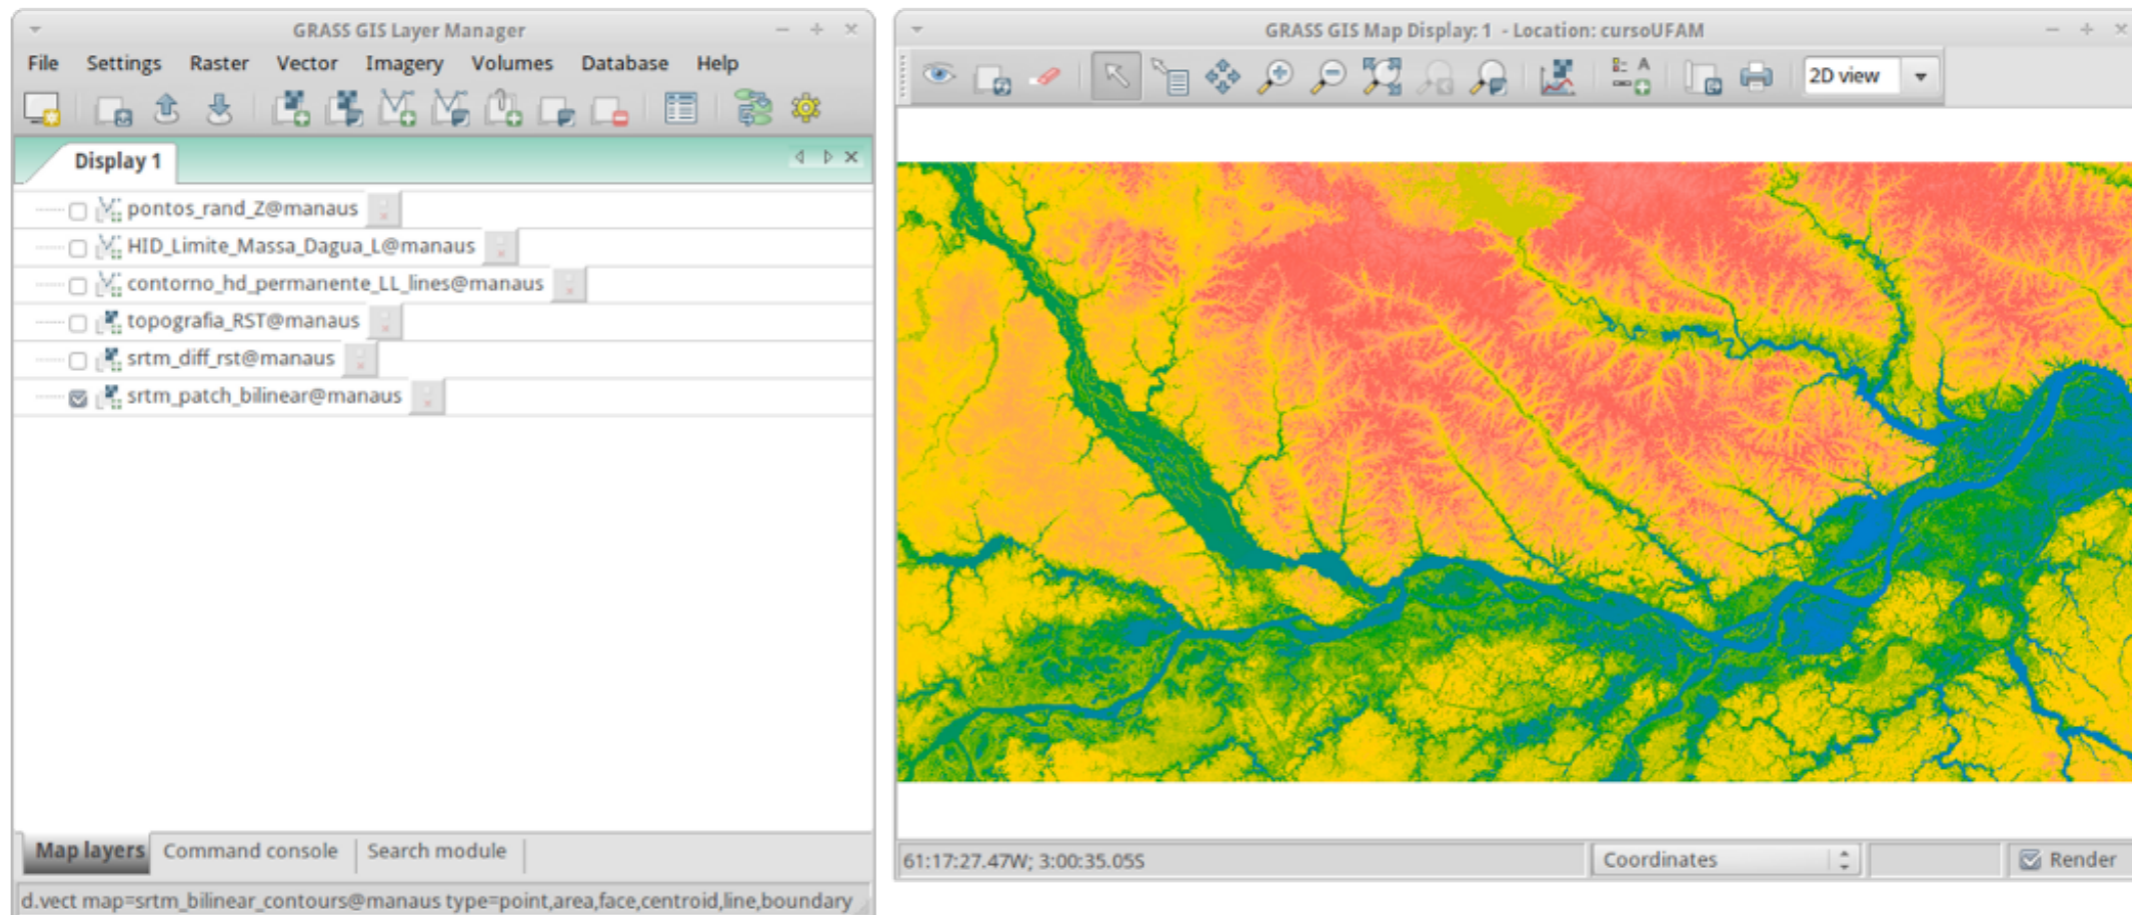 GRASS GIS Layer Manager
File Settings Raster Vector Imagery Volumes Database Help
Display 1
pontos_rand_Z@manaus
HID_Limite_Massa_Dagua_L@manaus
contorno_hd_permanente_LL_lines@manaus
topografia_RST@manaus
srtm_diff_rst@manaus
srtm_patch_bilinear@manaus
Map layers Command console Search module
d.vect map=srtm_bilinear_contours@manaus type=point,area,face,centroid,line,boundary
GRASS GIS Map Display: 1 - Location: cursoUFAM
2D view
61:17:27.47W; 3:00:35.05S
Coordinates
Render